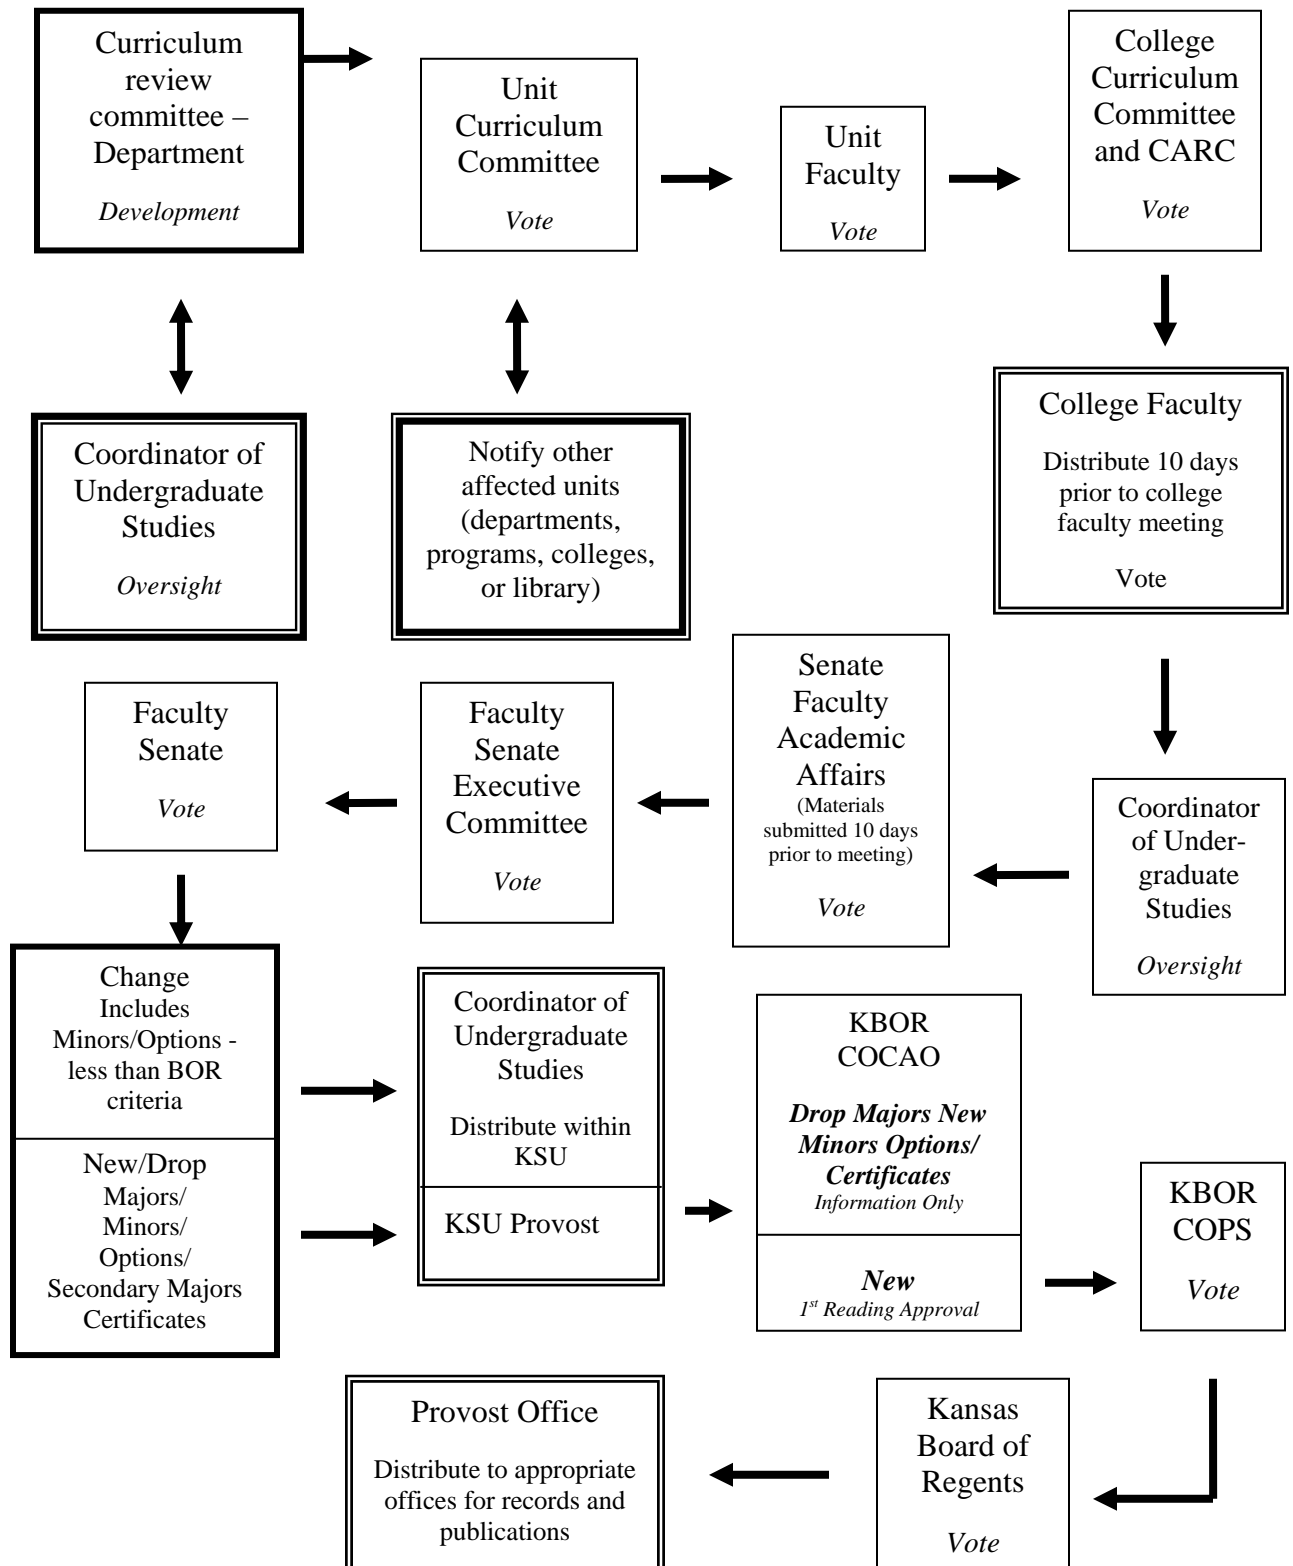 Curriculum
review
committee –
Department
Development
Unit
Curriculum
Committee
Vote
Unit
Faculty
Vote
College
Curriculum
Committee
and CARC
Vote
Coordinator of
Undergraduate
Studies
Oversight
Notify other
affected units
(departments,
programs, colleges,
or library)
College Faculty
Distribute 10 days
prior to college
faculty meeting
Vote
Faculty
Senate
Vote
Faculty
Senate
Executive
Committee
Vote
Senate
Faculty
Academic
Affairs
(Materials
submitted 10 days
prior to meeting)
Vote
Coordinator
of Under-
graduate
Studies
Oversight
Change
Includes
Minors/Options -
less than BOR
criteria
New/Drop
Majors/
Minors/
Options/
Secondary Majors
Certificates
Coordinator of
Undergraduate
Studies
Distribute within
KSU
KSU Provost
KBOR
COCAO
Drop Majors New
Minors Options/
Certificates
Information Only
New
1st Reading Approval
KBOR
COPS
Vote
Provost Office
Distribute to appropriate
offices for records and
publications
Kansas
Board of
Regents
Vote